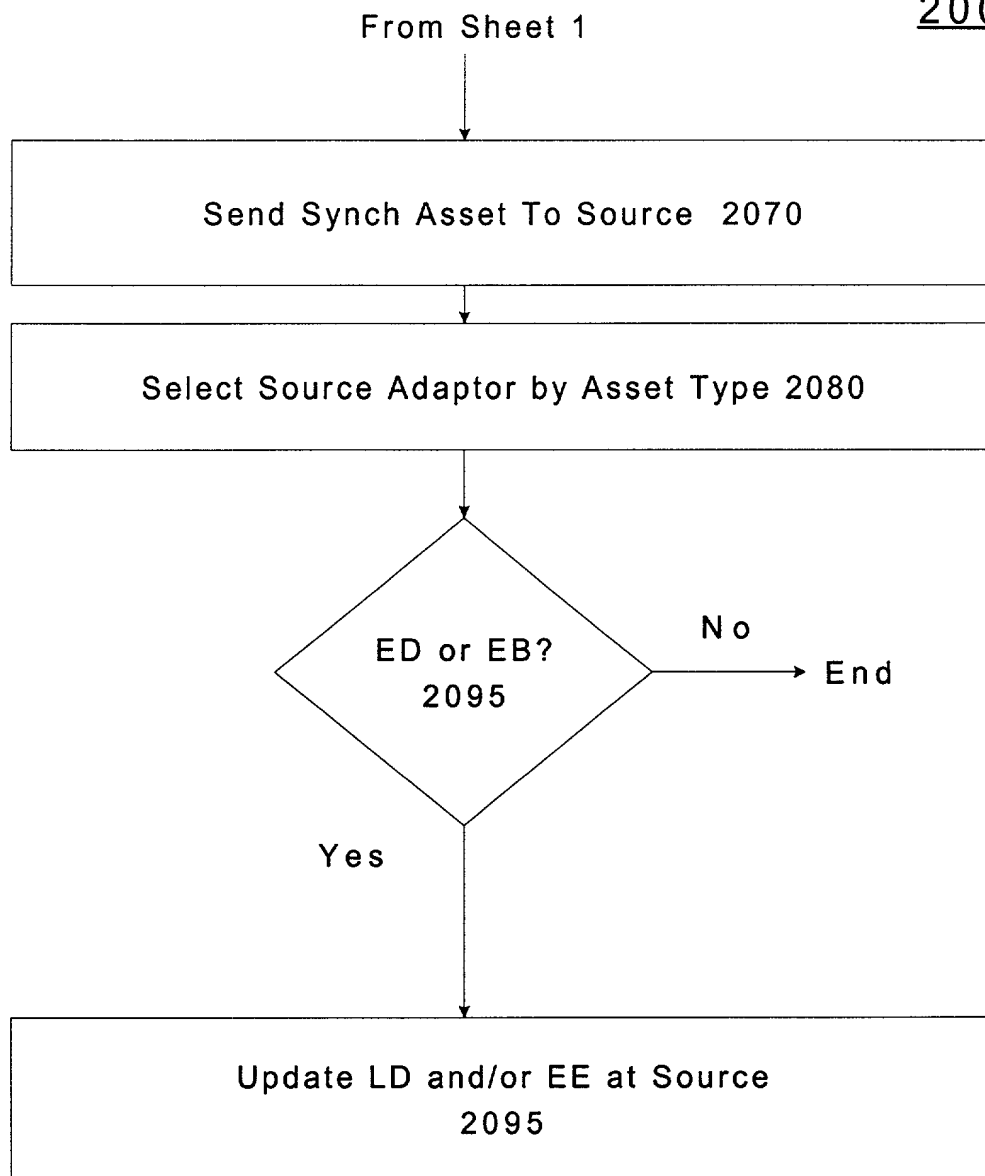 From Sheet 1
200
Send Synch Asset To Source 2070
Select Source Adaptor by Asset Type 2080
ED or EB?
2095
No
End
Yes
Update LD and/or EE at Source
2095